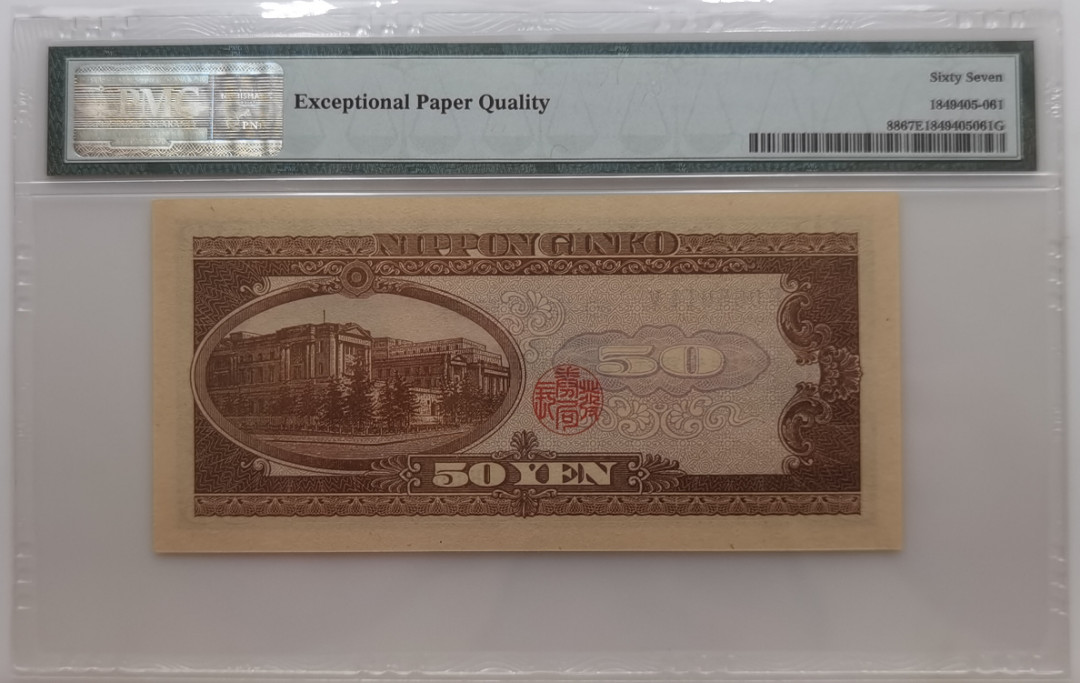 PMG
Exceptional Paper Quality
Sixty Seven
1849405-061
8867E1849405061G
NIPPON GINKO
50
50 YEN